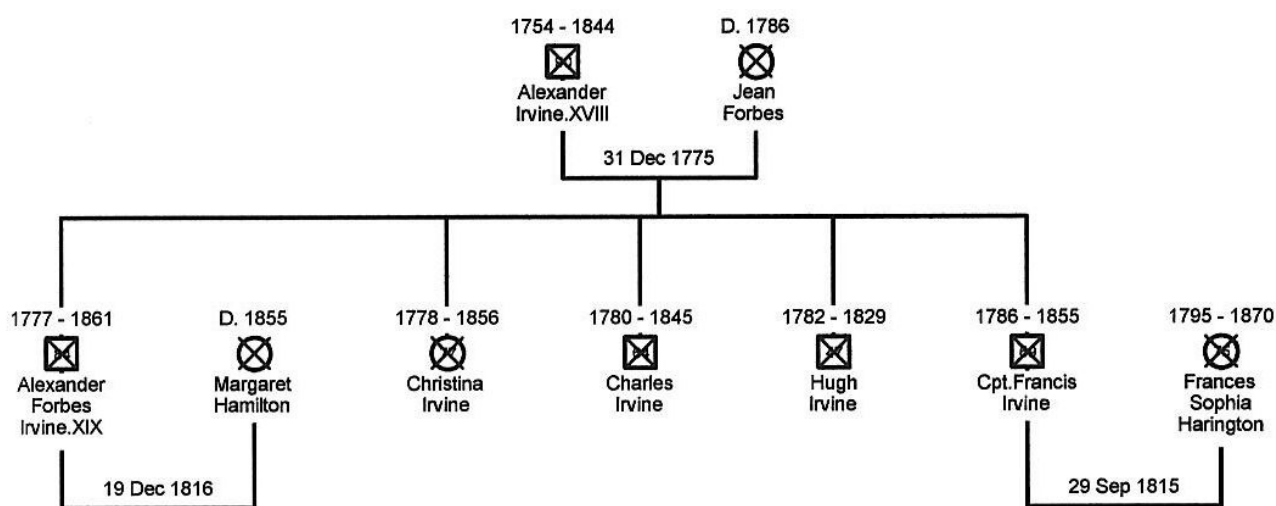 1754 - 1844
D. 1786
Alexander
Irvine.XVIII
Jean
Forbes
31 Dec 1775
1777 - 1861
D. 1855
1778 - 1856
1780 - 1845
1782 - 1829
1786 - 1855
1795 - 1870
Alexander
Forbes
Irvine.XIX
Margaret
Hamilton
Christina
Irvine
Charles
Irvine
Hugh
Irvine
Cpt.Francis
Irvine
Frances
Sophia
Harington
19 Dec 1816
29 Sep 1815